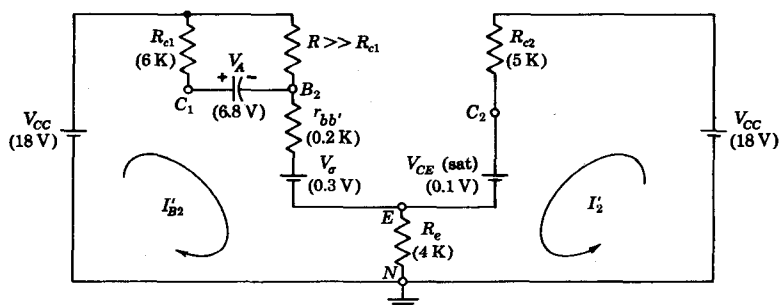 R_c1
(6 K)
V_A
+ −
R >> R_c1
C_1
B_2
(6.8 V)
r_bb'
(0.2 K)
V_CC
(18 V)
V_σ
(0.3 V)
I'_B2
E
R_e
(4 K)
N
R_c2
(5 K)
C_2
V_CE (sat)
(0.1 V)
I'_2
V_CC
(18 V)